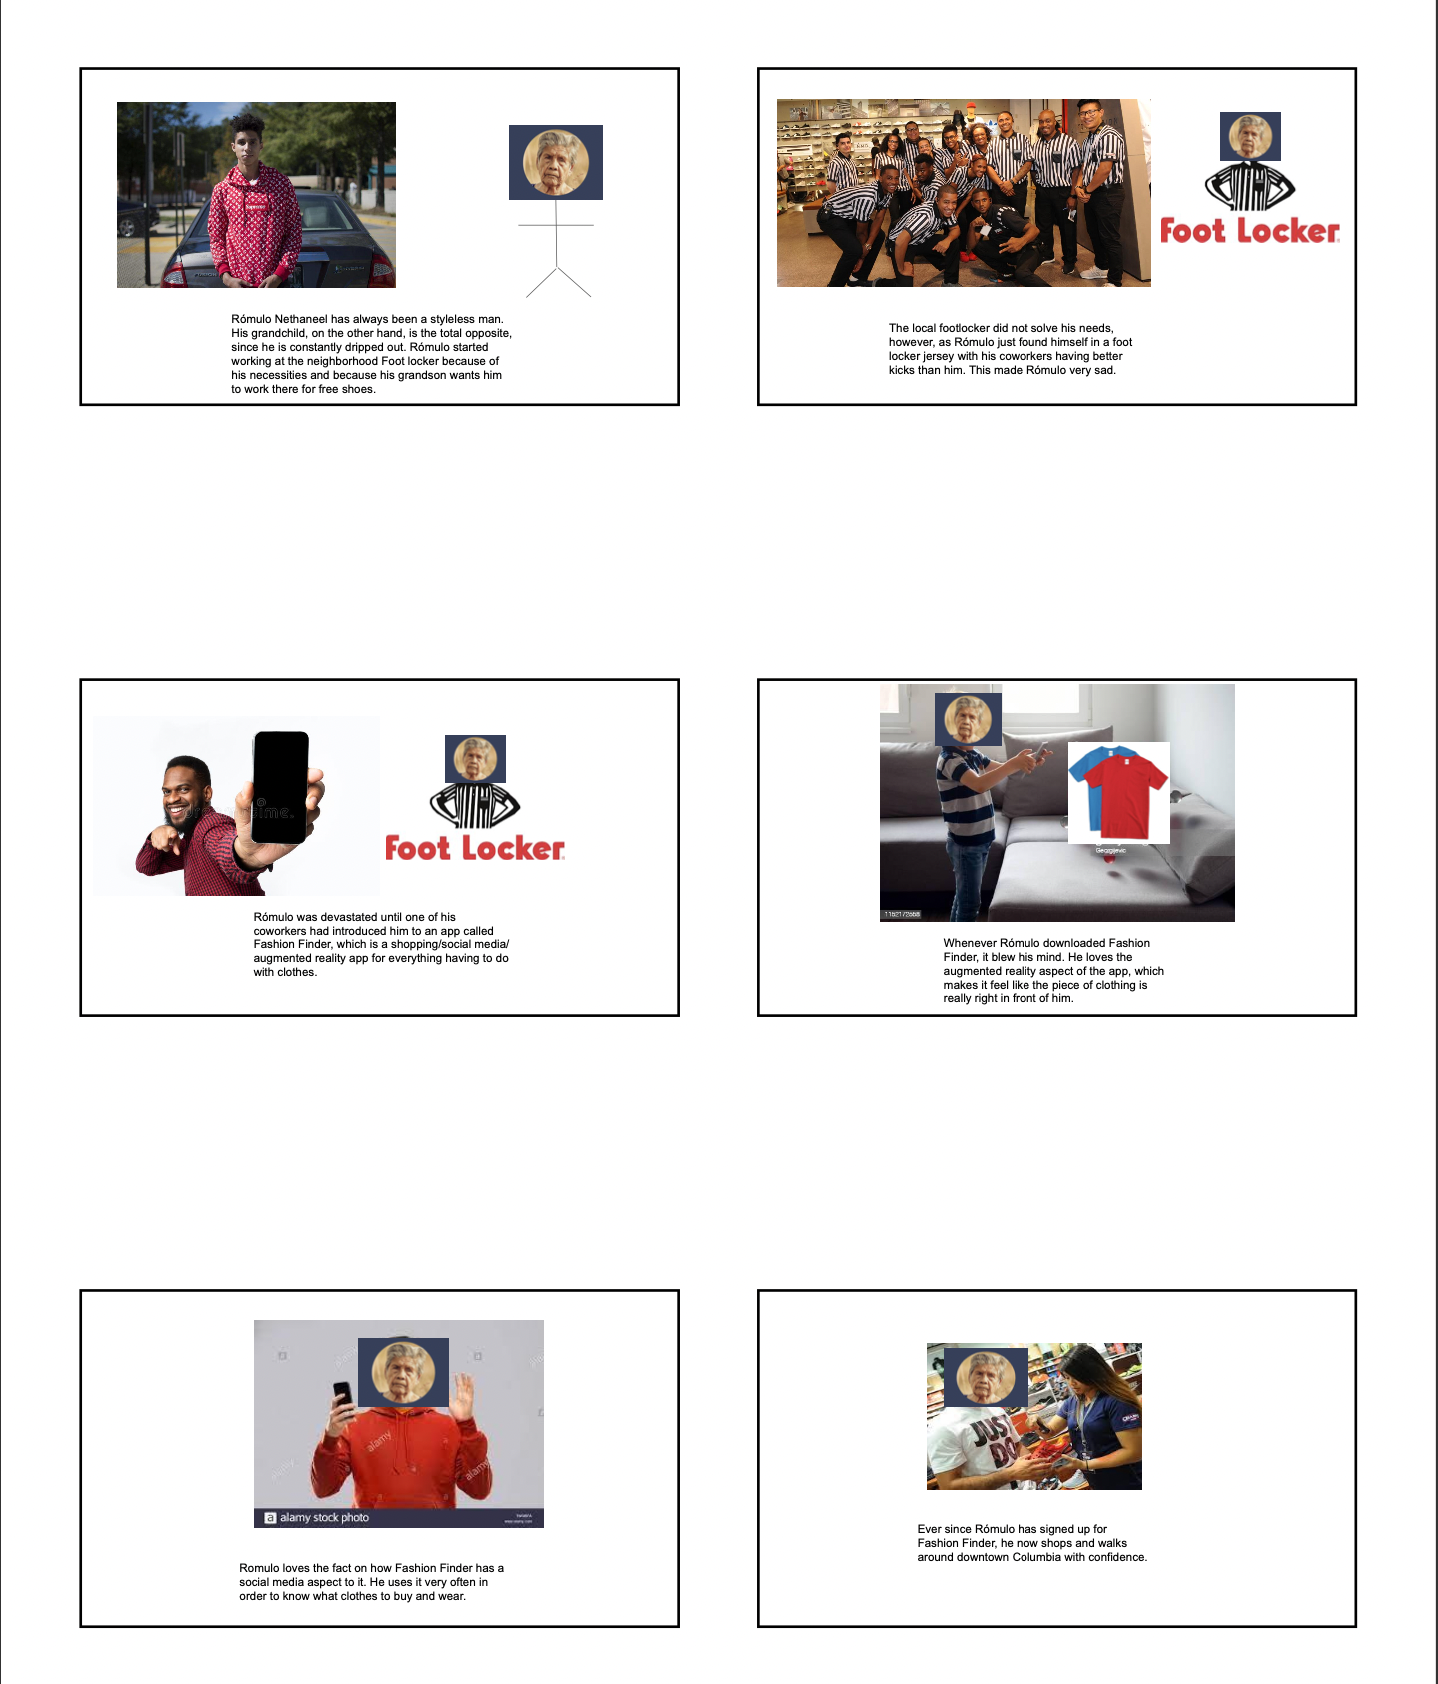 Supreme
Rómulo Nethaneel has always been a styleless man.
His grandchild, on the other hand, is the total opposite,
since he is constantly dripped out. Rómulo started
working at the neighborhood Foot locker because of
his necessities and because his grandson wants him
to work there for free shoes.
Foot Locker
The local footlocker did not solve his needs,
however, as Rómulo just found himself in a foot
locker jersey with his coworkers having better
kicks than him. This made Rómulo very sad.
Foot Locker
Rómulo was devastated until one of his
coworkers had introduced him to an app called
Fashion Finder, which is a shopping/social media/
augmented reality app for everything having to do
with clothes.
Georgijevic
1152172558
Whenever Rómulo downloaded Fashion
Finder, it blew his mind. He loves the
augmented reality aspect of the app, which
makes it feel like the piece of clothing is
really right in front of him.
alamy
alamy
alamy
a alamy stock photo
Romulo loves the fact on how Fashion Finder has a
social media aspect to it. He uses it very often in
order to know what clothes to buy and wear.
JUST
DO
Ever since Rómulo has signed up for
Fashion Finder, he now shops and walks
around downtown Columbia with confidence.